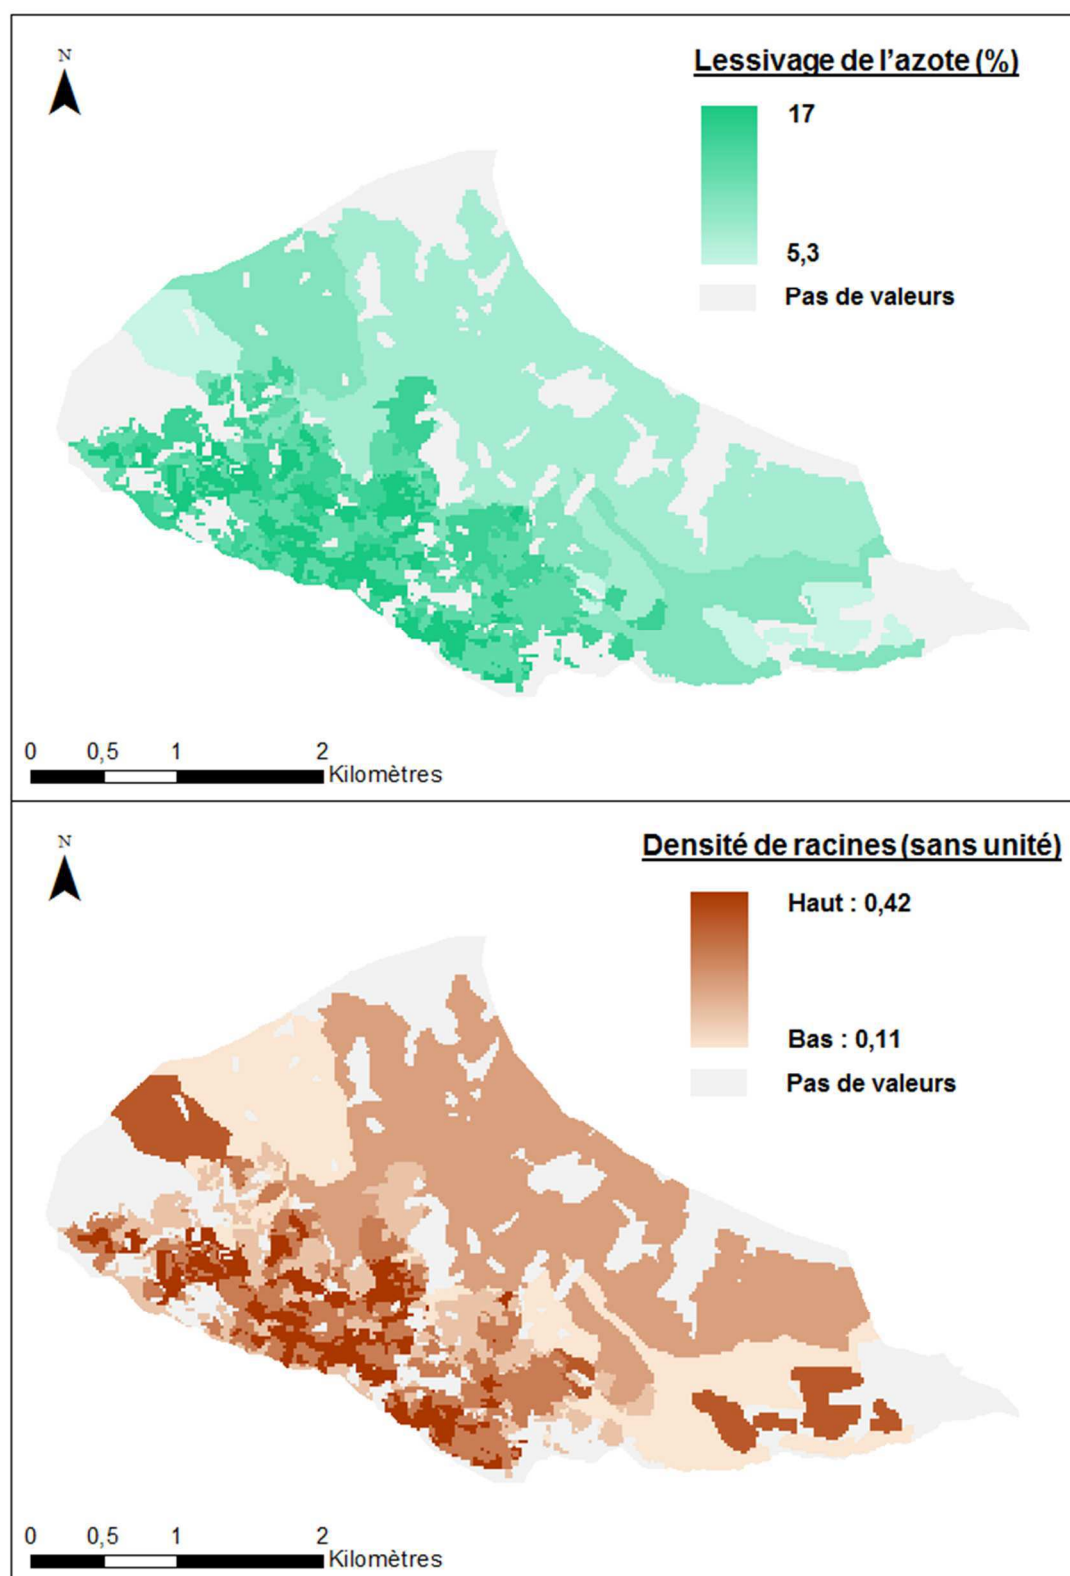 N
Lessivage de l'azote (%)
17
5,3
Pas de valeurs
0 0,5 1 2
Kilomètres
N
Densité de racines (sans unité)
Haut : 0,42
Bas : 0,11
Pas de valeurs
0 0,5 1 2
Kilomètres